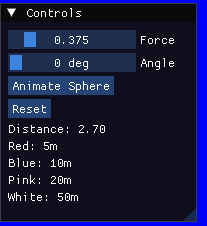 Controls
0.375 Force
0 deg Angle
Animate Sphere
Reset
Distance: 2.70
Red: 5m
Blue: 10m
Pink: 20m
White: 50m